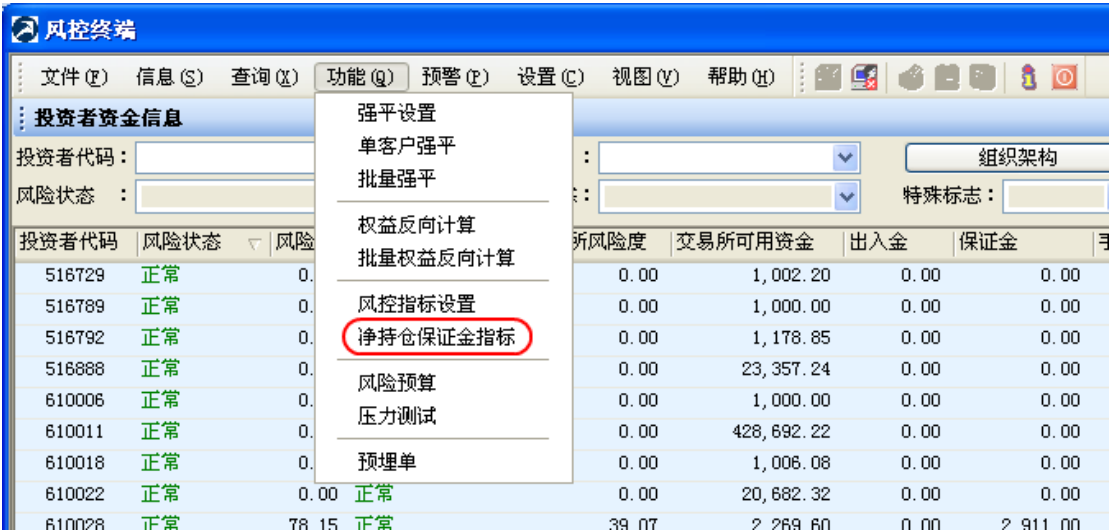 风控终端
文件(F) 信息(S) 查询(X) 功能(Q) 预警(P) 设置(C) 视图(V) 帮助(H)
投资者资金信息
强平设置
投资者代码： 单客户强平 ： 组织架构
批量强平
风险状态 ： ： 特殊标志：
权益反向计算
投资者代码 风险状态 风险 所风险度 交易所可用资金 出入金 保证金
批量权益反向计算
516729 正常 0. 0.00 1,002.20 0.00 0.00
风控指标设置
516789 正常 0. 0.00 1,000.00 0.00 0.00
净持仓保证金指标
516792 正常 0. 0.00 1,178.85 0.00 0.00
516888 正常 0. 0.00 23,357.24 0.00 0.00
风险预算
610006 正常 0. 0.00 1,000.00 0.00 0.00
压力测试
610011 正常 0. 0.00 428,692.22 0.00 0.00
预埋单
610018 正常 0. 0.00 1,006.08 0.00 0.00
610022 正常 0.00 正常 0.00 20,682.32 0.00 0.00
610028 正常 78.15 正常 39.07 2,269.60 0.00 2,911.00